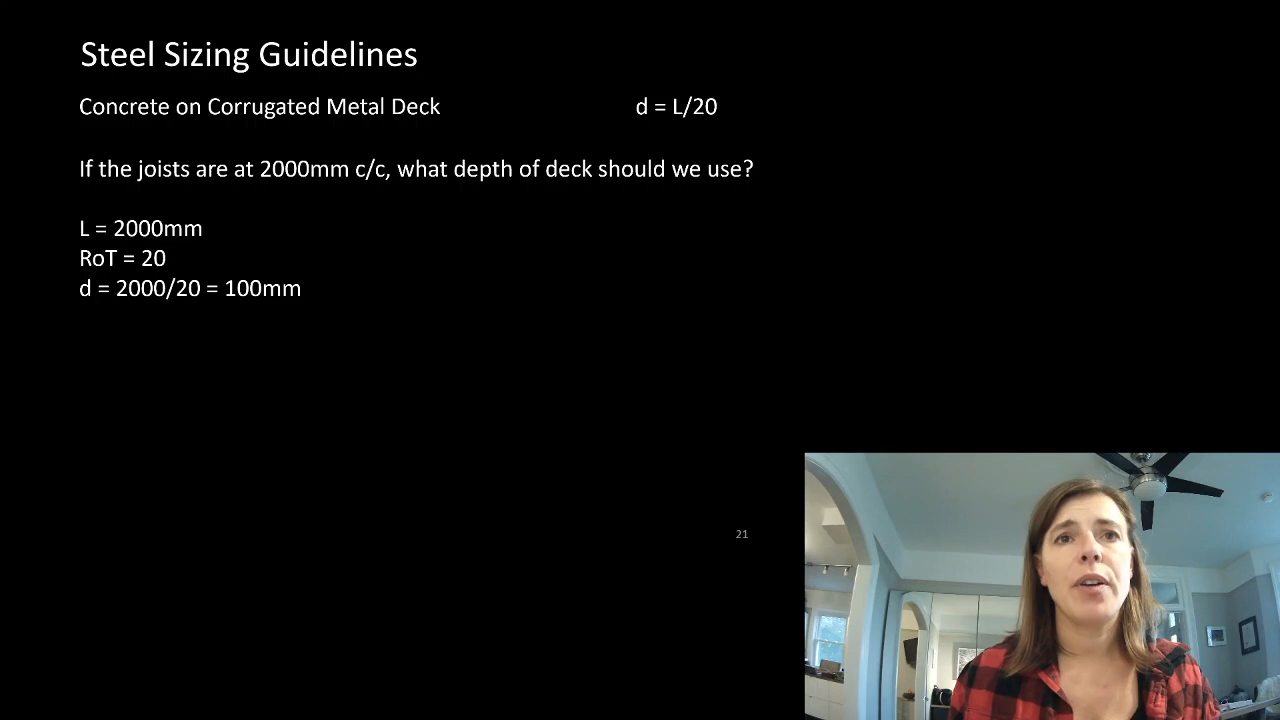 Steel Sizing Guidelines
Concrete on Corrugated Metal Deck d = L/20
If the joists are at 2000mm c/c, what depth of deck should we use?
L = 2000mm
RoT = 20
d = 2000/20 = 100mm
21